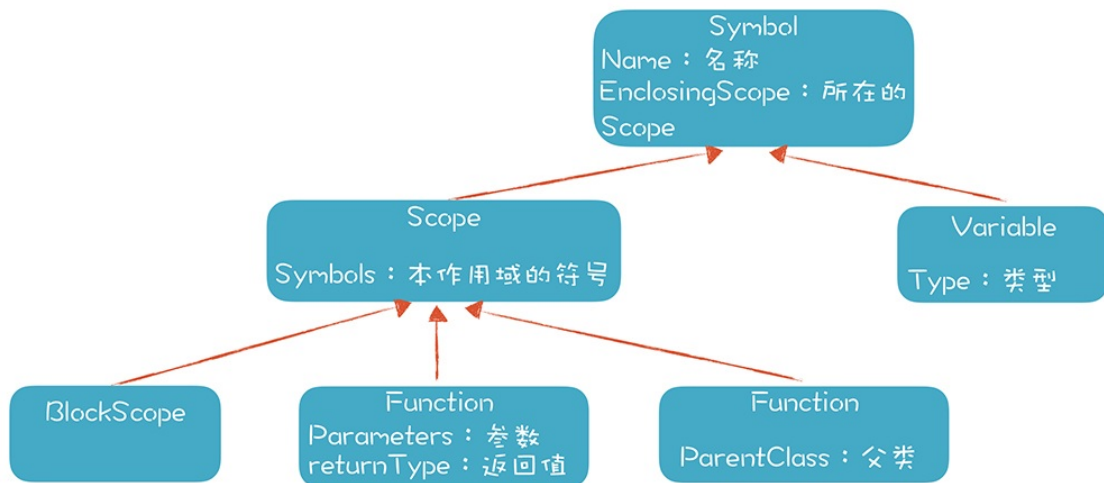 Symbol
Name：名称
EnclosingScope：所在的
Scope
Scope
Symbols：本作用域的符号
Variable
Type：类型
BlockScope
Function
Parameters：参数
returnType：返回值
Function
ParentClass：父类